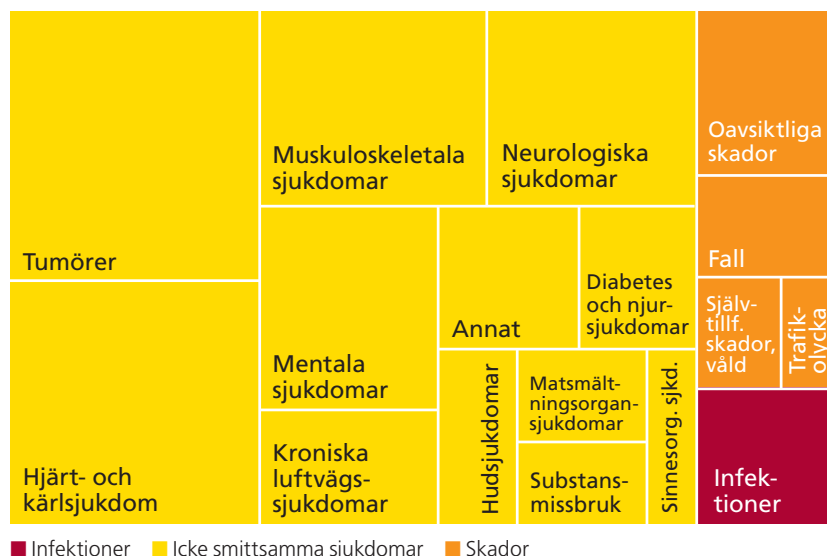 Tumörer
Hjärt- och
kärlsjukdom
Muskuloskeletala
sjukdomar
Neurologiska
sjukdomar
Mentala
sjukdomar
Kroniska
luftvägs-
sjukdomar
Annat
Diabetes
och njur-
sjukdomar
Hudsjukdomar
Matsmält-
ningsorgan-
sjukdomar
Substans-
missbruk
Sinnesorg. sjkd.
Oavsiktliga
skador
Fall
Själv-
tillf.
skador,
våld
Trafik-
olycka
Infek-
tioner
Infektioner Icke smittsamma sjukdomar Skador